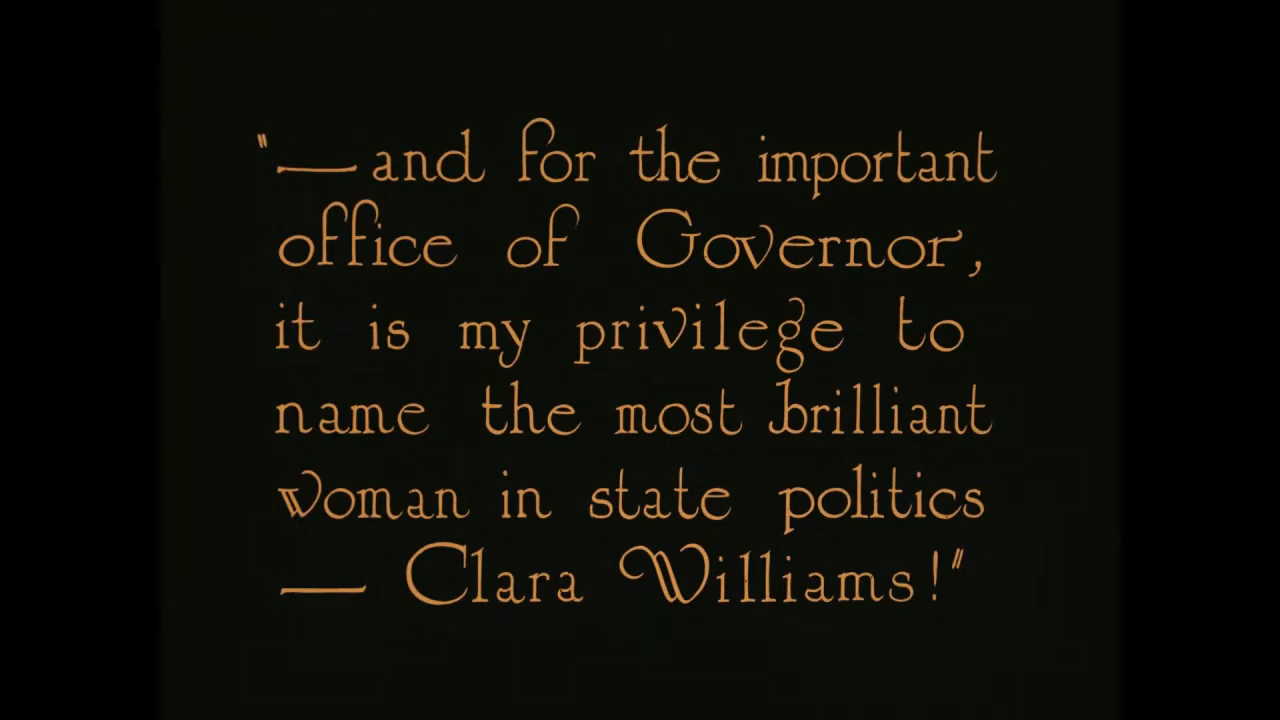 "—and for the important
office of Governor,
it is my privilege to
name the most brilliant
woman in state politics
— Clara Williams!"